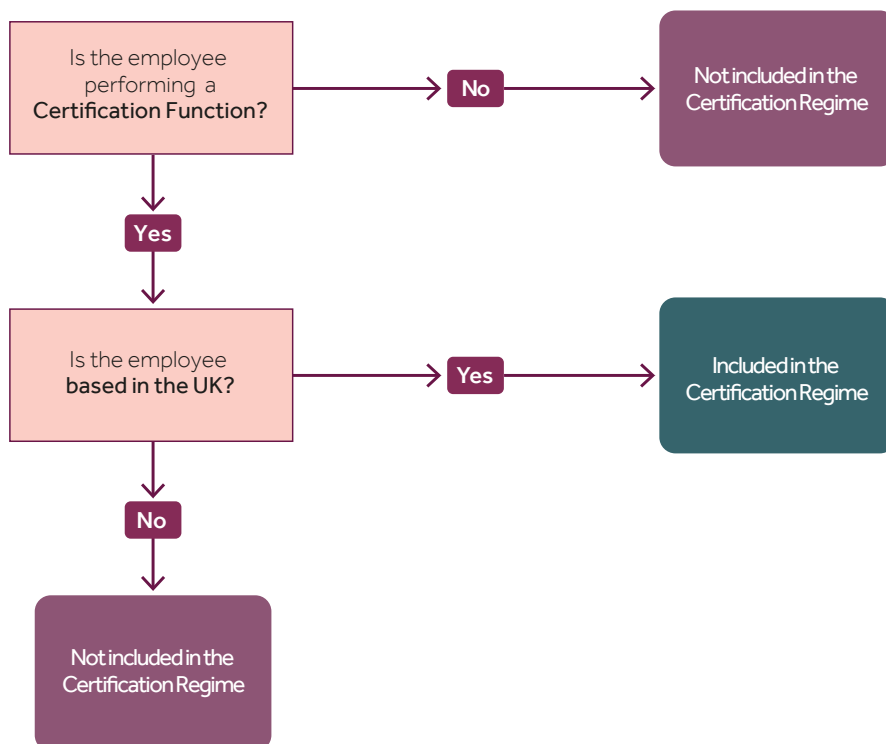 Is the employee
performing a
Certification Function?
No
Not included in the
Certification Regime
Yes
Is the employee
based in the UK?
Yes
Included in the
Certification Regime
No
Not included in the
Certification Regime